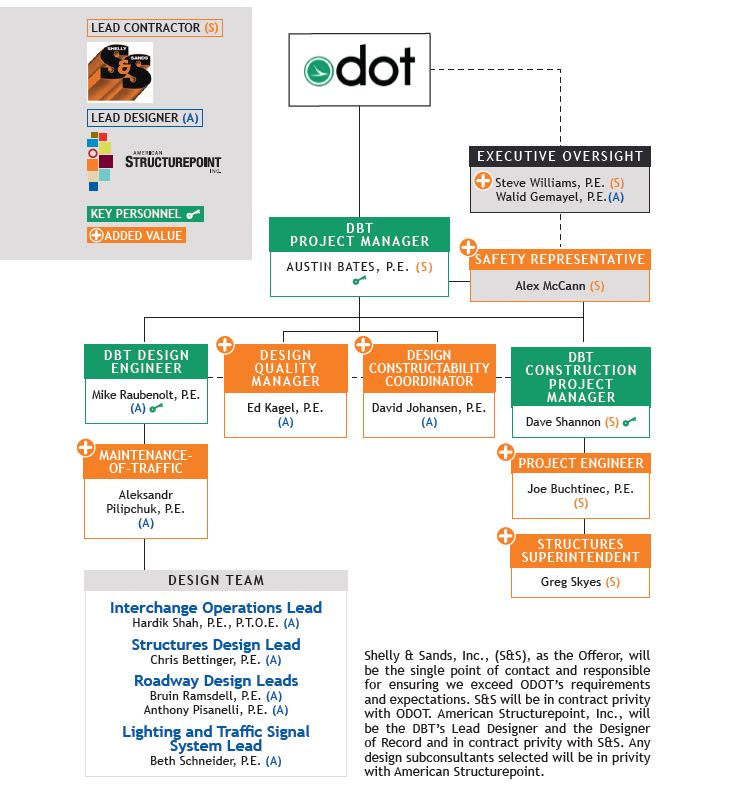 LEAD CONTRACTOR (S)
SHELLY
SANDS
S&S
LEAD DESIGNER (A)
AMERICAN
STRUCTUREPOINT
INC.
KEY PERSONNEL
ADDED VALUE
dot
EXECUTIVE OVERSIGHT
Steve Williams, P.E. (S)
Walid Gemayel, P.E.(A)
DBT
PROJECT MANAGER
AUSTIN BATES, P.E. (S)
SAFETY REPRESENTATIVE
Alex McCann (S)
DBT DESIGN
ENGINEER
Mike Raubenolt, P.E.
(A)
DESIGN
QUALITY
MANAGER
Ed Kagel, P.E.
(A)
DESIGN
CONSTRUCTABILITY
COORDINATOR
David Johansen, P.E.
(A)
DBT
CONSTRUCTION
PROJECT
MANAGER
Dave Shannon (S)
MAINTENANCE-
OF-TRAFFIC
Aleksandr
Pilipchuk, P.E.
(A)
PROJECT ENGINEER
Joe Buchtinec, P.E.
(S)
STRUCTURES
SUPERINTENDENT
Greg Skyes (S)
DESIGN TEAM
Interchange Operations Lead
Hardik Shah, P.E., P.T.O.E. (A)
Structures Design Lead
Chris Bettinger, P.E. (A)
Roadway Design Leads
Bruin Ramsdell, P.E. (A)
Anthony Pisanelli, P.E. (A)
Lighting and Traffic Signal
System Lead
Beth Schneider, P.E. (A)
Shelly & Sands, Inc., (S&S), as the Offeror, will
be the single point of contact and responsible
for ensuring we exceed ODOT's requirements
and expectations. S&S will be in contract privity
with ODOT. American Structurepoint, Inc., will
be the DBT's Lead Designer and the Designer
of Record and in contract privity with S&S. Any
design subconsultants selected will be in privity
with American Structurepoint.